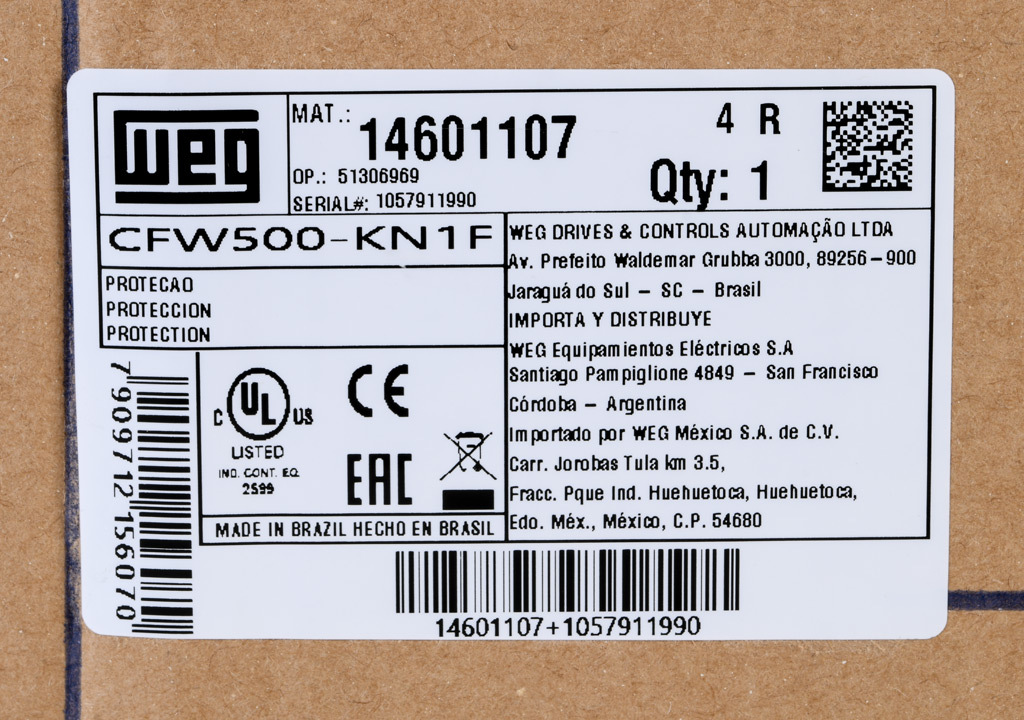 weg
MAT.: 14601107
4 R
OP.: 51306969
Qty: 1
SERIAL#: 1057911990
CFW500-KN1F
PROTECAO
PROTECCION
PROTECTION
WEG DRIVES & CONTROLS AUTOMAÇÃO LTDA
Av. Prefeito Waldemar Grubba 3000, 89256-900
Jaraguá do Sul - SC - Brasil
IMPORTA Y DISTRIBUYE
WEG Equipamientos Eléctricos S.A
Santiago Pampiglione 4849 - San Francisco
Córdoba - Argentina
Importado por WEG México S.A. de C.V.
Carr. Jorobas Tula km 3.5,
Fracc. Pque Ind. Huehuetoca, Huehuetoca,
Edo. Méx., México, C.P. 54680
7 909712 156070
C UL US
LISTED
IND. CONT. EQ.
2S99
CE
EAC
MADE IN BRAZIL HECHO EN BRASIL
14601107+1057911990